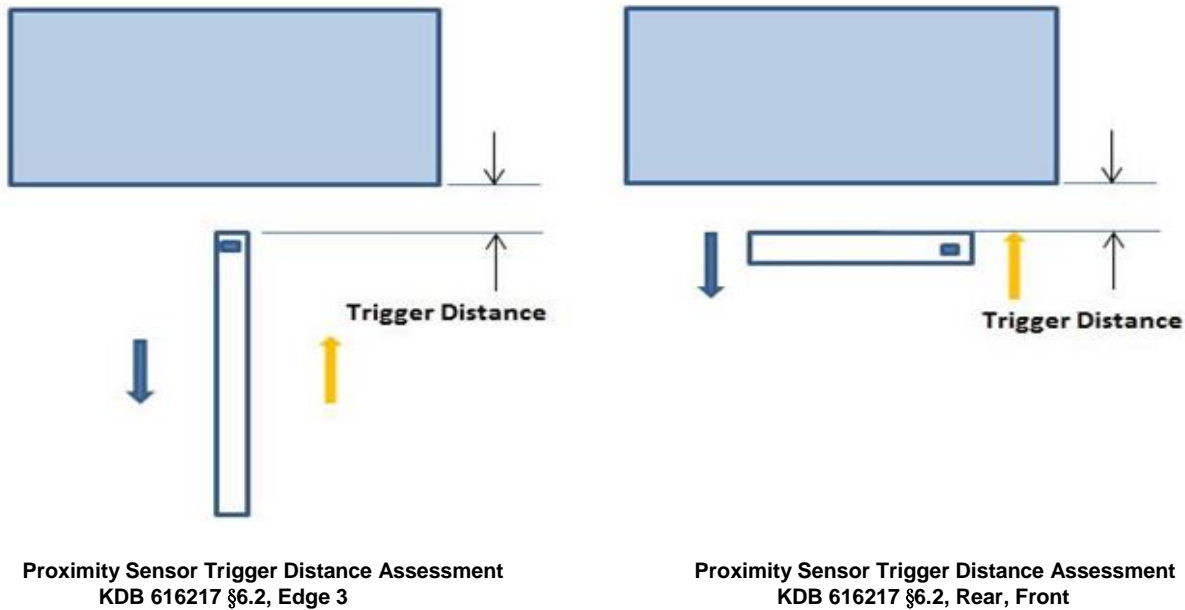 Trigger Distance
Trigger Distance
Proximity Sensor Trigger Distance Assessment
KDB 616217 §6.2, Edge 3
Proximity Sensor Trigger Distance Assessment
KDB 616217 §6.2, Rear, Front